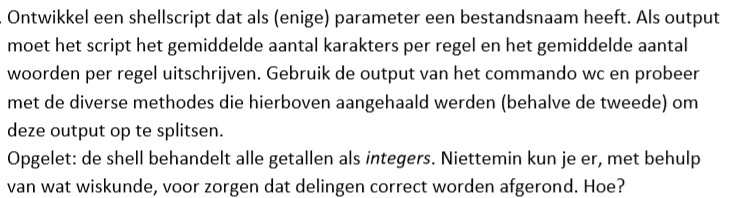 Ontwikkel een shellscript dat als (enige) parameter een bestandsnaam heeft. Als output
moet het script het gemiddelde aantal karakters per regel en het gemiddelde aantal
woorden per regel uitschrijven. Gebruik de output van het commando wc en probeer
met de diverse methodes die hierboven aangehaald werden (behalve de tweede) om
deze output op te splitsen.
Opgelet: de shell behandelt alle getallen als integers. Niettemin kun je er, met behulp
van wat wiskunde, voor zorgen dat delingen correct worden afgerond. Hoe?